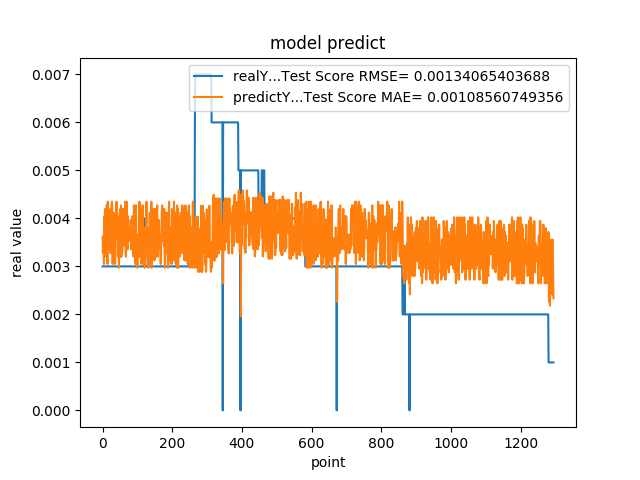 model predict
realY...Test Score RMSE= 0.00134065403688
predictY...Test Score MAE= 0.00108560749356
real value
0.007
0.006
0.005
0.004
0.003
0.002
0.001
0.000
0 200 400 600 800 1000 1200
point